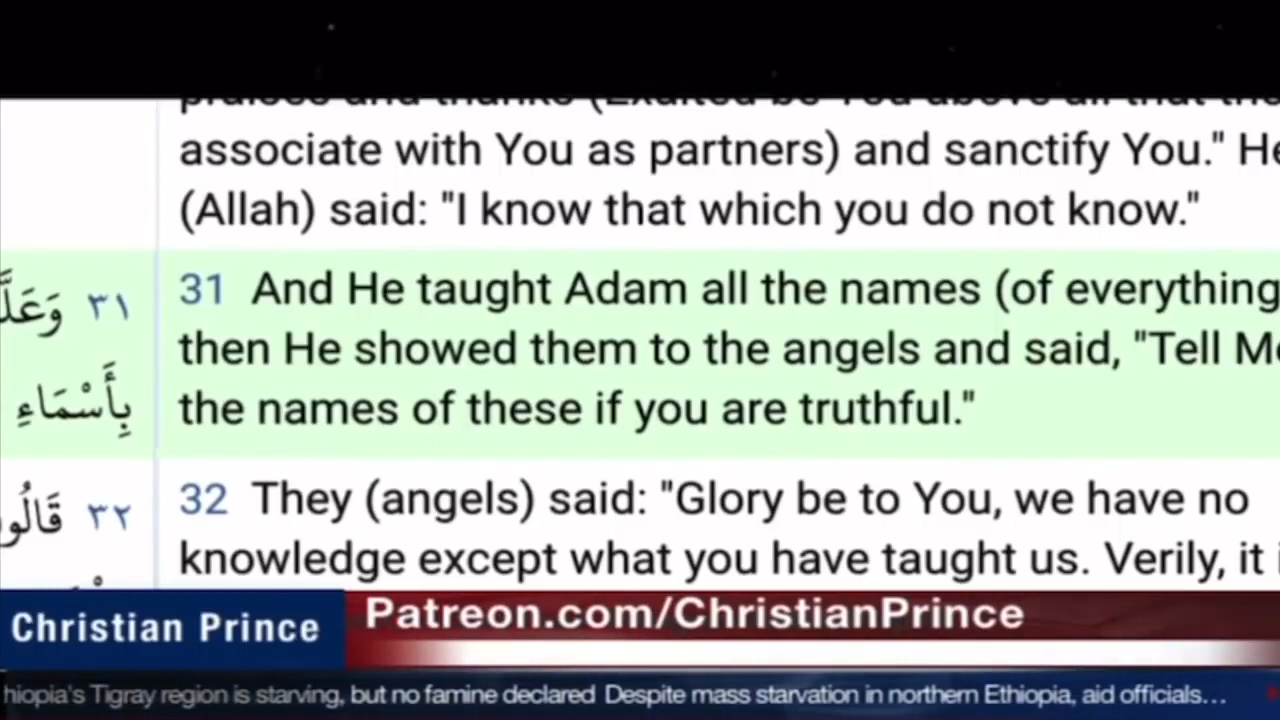 associate with You as partners) and sanctify You." He
(Allah) said: "I know that which you do not know."
٣١ وَعَلَّ
31 And He taught Adam all the names (of everything
then He showed them to the angels and said, "Tell Me
بِأَسْمَاءِ
the names of these if you are truthful."
٣٢ قَالُو
32 They (angels) said: "Glory be to You, we have no
knowledge except what you have taught us. Verily, it i
Christian Prince
Patreon.com/ChristianPrince
hiopia's Tigray region is starving, but no famine declared Despite mass starvation in northern Ethiopia, aid officials...